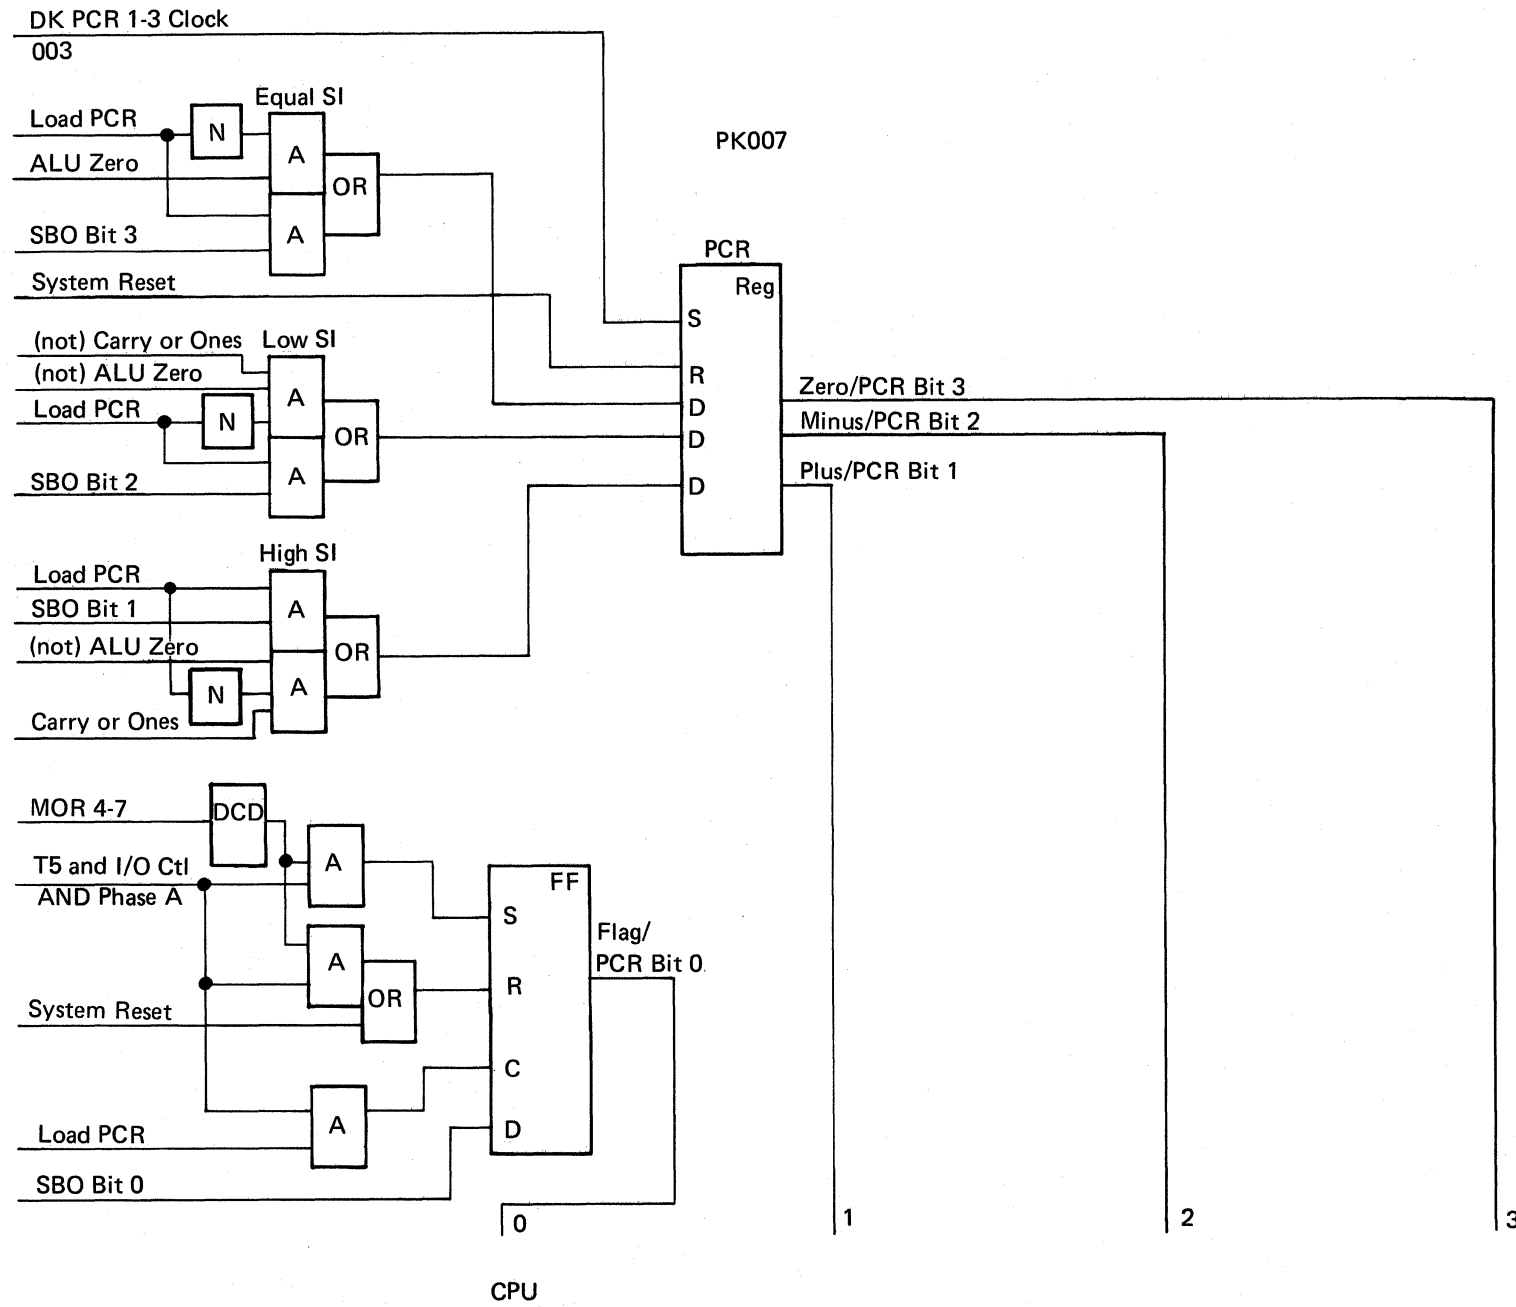 DK PCR 1-3 Clock
003
Equal SI
Load PCR
N
A
ALU Zero
OR
A
SBO Bit 3
System Reset
PK007
PCR
Reg
S
R
D
D
D
(not) Carry or Ones
Low SI
(not) ALU Zero
A
Load PCR
N
OR
A
SBO Bit 2
Zero/PCR Bit 3
Minus/PCR Bit 2
Plus/PCR Bit 1
High SI
Load PCR
A
SBO Bit 1
(not) ALU Zero
OR
N
A
Carry or Ones
MOR 4-7
DCD
T5 and I/O Ctl
AND Phase A
A
A
OR
System Reset
A
Load PCR
SBO Bit 0
FF
S
R
C
D
Flag/
PCR Bit 0
0
1
2
3
CPU